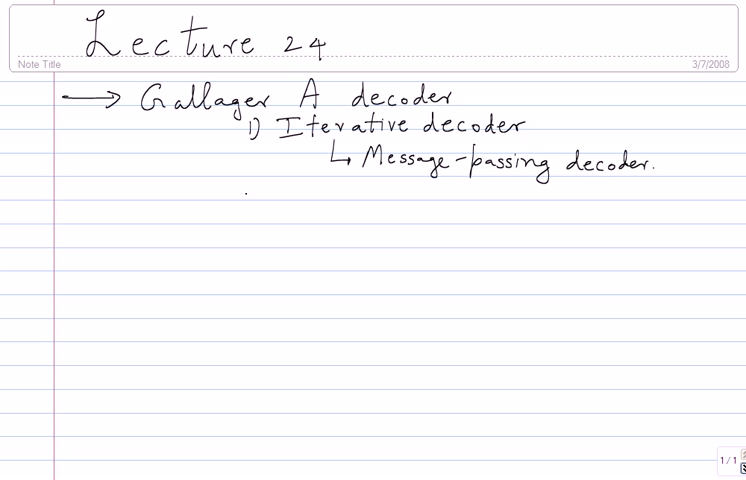 Lecture 24
Note Title
3/7/2008
→ Gallager A decoder
1) Iterative decoder
↳ Message-passing decoder.
1/1